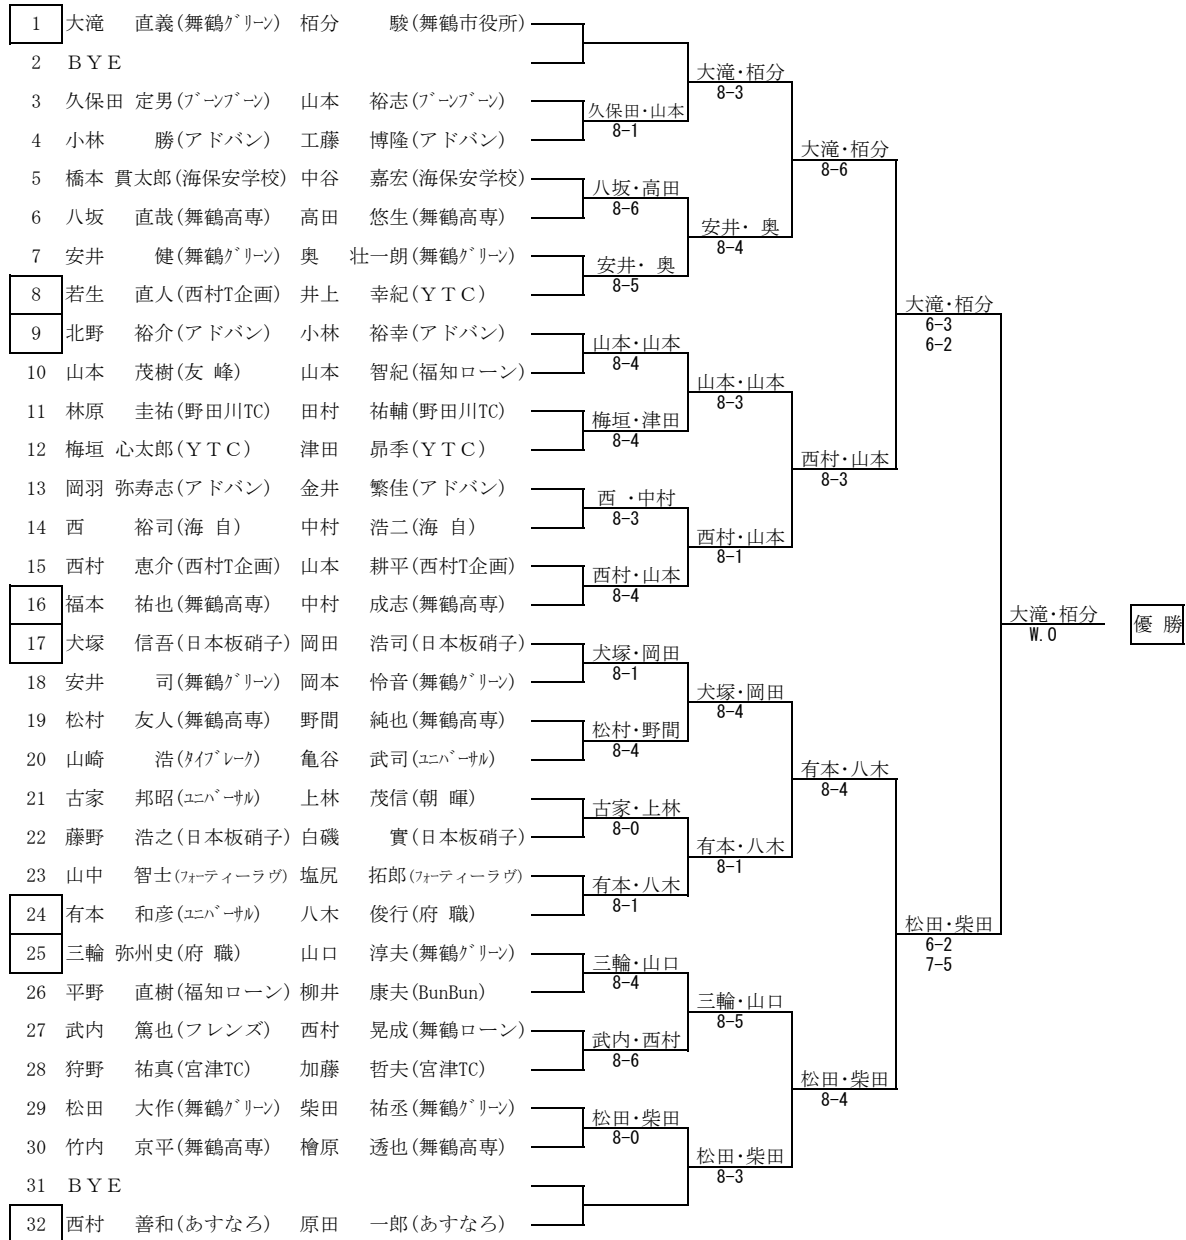 1 大滝 直義(舞鶴ｸﾞﾘｰﾝ) 栢分 駿(舞鶴市役所)
2 ＢＹＥ
大滝・栢分
8-3
3 久保田 定男(ﾌﾞｰﾝﾌﾞｰﾝ) 山本 裕志(ﾌﾞｰﾝﾌﾞｰﾝ)
久保田・山本
8-1
4 小林 勝(アドバン) 工藤 博隆(アドバン)
大滝・栢分
8-6
5 橋本 貫太郎(海保安学校) 中谷 嘉宏(海保安学校)
八坂・高田
8-6
6 八坂 直哉(舞鶴高専) 高田 悠生(舞鶴高専)
安井・ 奥
8-4
7 安井 健(舞鶴ｸﾞﾘｰﾝ) 奥 壮一朗(舞鶴ｸﾞﾘｰﾝ)
安井・ 奥
8-5
8 若生 直人(西村T企画) 井上 幸紀(ＹＴＣ)
大滝・栢分
6-3
6-2
9 北野 裕介(アドバン) 小林 裕幸(アドバン)
山本・山本
8-4
10 山本 茂樹(友 峰) 山本 智紀(福知ローン)
山本・山本
8-3
11 林原 圭祐(野田川TC) 田村 祐輔(野田川TC)
梅垣・津田
8-4
12 梅垣 心太郎(ＹＴＣ) 津田 昴季(ＹＴＣ)
西村・山本
8-3
13 岡羽 弥寿志(アドバン) 金井 繁佳(アドバン)
西 ・中村
8-3
14 西 裕司(海 自) 中村 浩二(海 自)
西村・山本
8-1
15 西村 恵介(西村T企画) 山本 耕平(西村T企画)
西村・山本
8-4
16 福本 祐也(舞鶴高専) 中村 成志(舞鶴高専)
大滝・栢分
W.O
優 勝
17 犬塚 信吾(日本板硝子) 岡田 浩司(日本板硝子)
犬塚・岡田
8-1
18 安井 司(舞鶴ｸﾞﾘｰﾝ) 岡本 怜音(舞鶴ｸﾞﾘｰﾝ)
犬塚・岡田
8-4
19 松村 友人(舞鶴高専) 野間 純也(舞鶴高専)
松村・野間
8-4
20 山崎 浩(ﾀｲﾌﾞﾚｰｸ) 亀谷 武司(ﾕﾆﾊﾞｰｻﾙ)
有本・八木
8-4
21 古家 邦昭(ﾕﾆﾊﾞｰｻﾙ) 上林 茂信(朝 暉)
古家・上林
8-0
22 藤野 浩之(日本板硝子) 白磯 實(日本板硝子)
有本・八木
8-1
23 山中 智士(ﾌｫｰティーラヴ) 塩尻 拓郎(ﾌｫｰティーラヴ)
有本・八木
8-1
24 有本 和彦(ﾕﾆﾊﾞｰｻﾙ) 八木 俊行(府 職)
松田・柴田
6-2
7-5
25 三輪 弥州史(府 職) 山口 淳夫(舞鶴ｸﾞﾘｰﾝ)
三輪・山口
8-4
26 平野 直樹(福知ローン) 柳井 康夫(BunBun)
三輪・山口
8-5
27 武内 篤也(フレンズ) 西村 晃成(舞鶴ローン)
武内・西村
8-6
28 狩野 祐真(宮津TC) 加藤 哲夫(宮津TC)
松田・柴田
8-4
29 松田 大作(舞鶴ｸﾞﾘｰﾝ) 柴田 祐丞(舞鶴ｸﾞﾘｰﾝ)
松田・柴田
8-0
30 竹内 京平(舞鶴高専) 檜原 透也(舞鶴高専)
松田・柴田
8-3
31 ＢＹＥ
32 西村 善和(あすなろ) 原田 一郎(あすなろ)